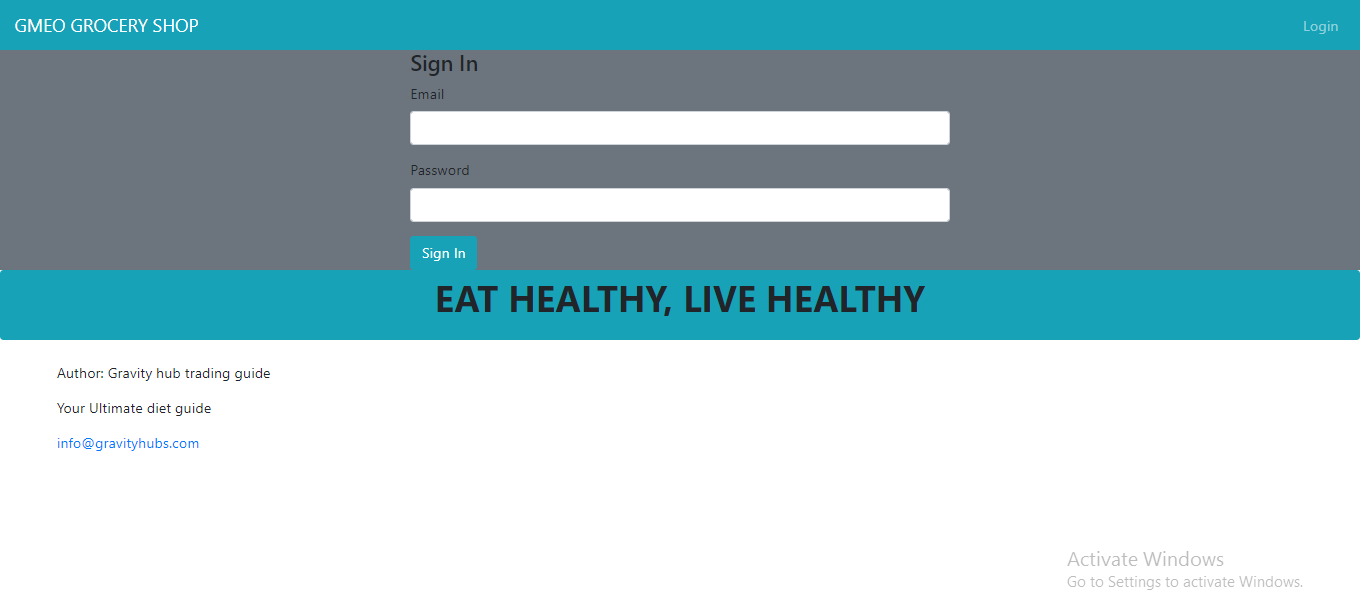 GMEO GROCERY SHOP
Login
Sign In
Email
Password
Sign In
EAT HEALTHY, LIVE HEALTHY
Author: Gravity hub trading guide
Your Ultimate diet guide
info@gravityhubs.com
Activate Windows
Go to Settings to activate Windows.